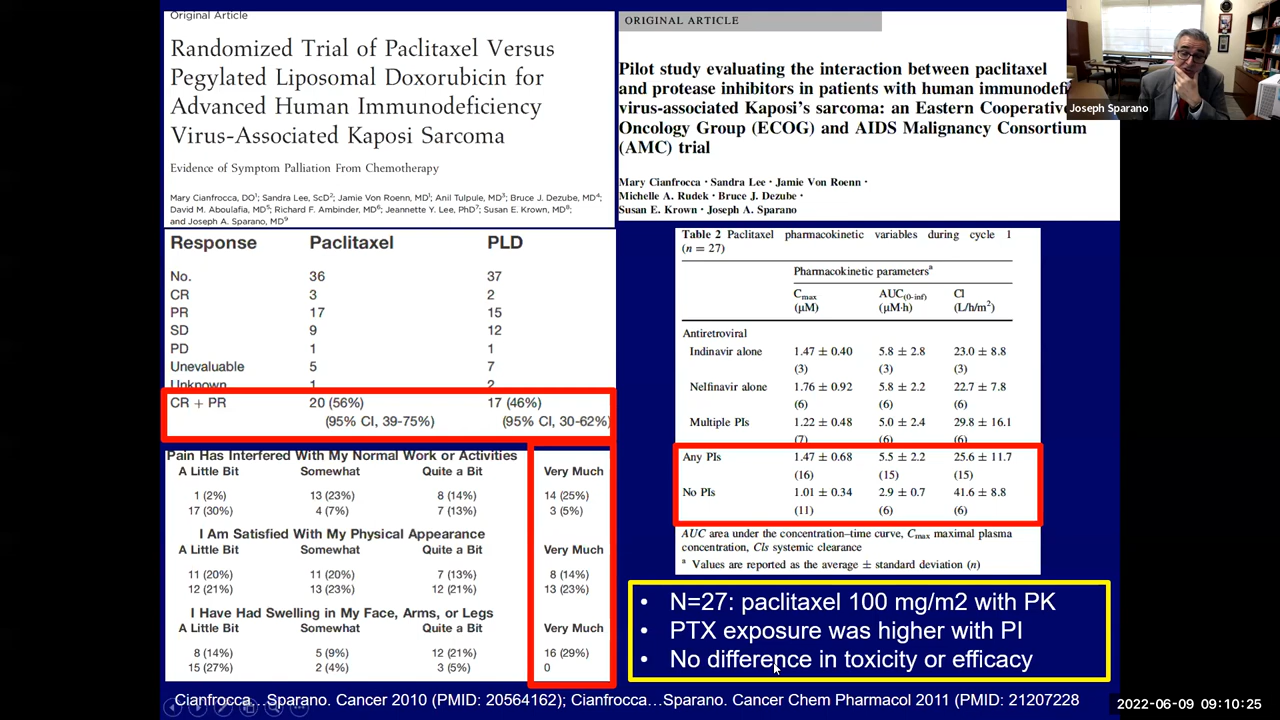 Original Article
Randomized Trial of Paclitaxel Versus
Pegylated Liposomal Doxorubicin for
Advanced Human Immunodeficiency
Virus-Associated Kaposi Sarcoma
Evidence of Symptom Palliation From Chemotherapy
Mary Cianfrocca, DO1; Sandra Lee, ScD2; Jamie Von Roenn, MD1; Anil Tulpule, MD3; Bruce J. Dezube, MD4;
David M. Aboulafia, MD5; Richard F. Ambinder, MD6; Jeannette Y. Lee, PhD7; Susan E. Krown, MD8;
and Joseph A. Sparano, MD9
Response Paclitaxel PLD
No. 36 37
CR 3 2
PR 17 15
SD 9 12
PD 1 1
Unevaluable 5 7
Unknown 1 2
CR + PR 20 (56%) 17 (46%)
(95% CI, 39-75%) (95% CI, 30-62%)
Pain Has Interfered With My Normal Work or Activities
A Little Bit Somewhat Quite a Bit Very Much
1 (2%) 13 (23%) 8 (14%) 14 (25%)
17 (30%) 4 (7%) 7 (13%) 3 (5%)
I Am Satisfied With My Physical Appearance
A Little Bit Somewhat Quite a Bit Very Much
11 (20%) 11 (20%) 7 (13%) 8 (14%)
12 (21%) 13 (23%) 12 (21%) 13 (23%)
I Have Had Swelling in My Face, Arms, or Legs
A Little Bit Somewhat Quite a Bit Very Much
8 (14%) 5 (9%) 12 (21%) 16 (29%)
15 (27%) 2 (4%) 3 (5%) 0
ORIGINAL ARTICLE
Pilot study evaluating the interaction between paclitaxel
and protease inhibitors in patients with human
virus-associated Kaposi's sarcoma: an Eastern
Oncology Group (ECOG) and AIDS Malignancy Consortium
(AMC) trial
Mary Cianfrocca · Sandra Lee · Jamie Von Roenn ·
Michelle A. Rudek · Bruce J. Dezube ·
Susan E. Krown · Joseph A. Sparano
Joseph Sparano
Table 2 Paclitaxel pharmacokinetic variables during cycle 1
(n = 27)
Pharmacokinetic parametersa
Cmax AUC(0-inf) Cl
(µM) (µM·h) (L/h/m2)
Antiretroviral
Indinavir alone 1.47 ± 0.40 5.8 ± 2.8 23.0 ± 8.8
(3) (3) (3)
Nelfinavir alone 1.76 ± 0.92 5.8 ± 2.2 22.7 ± 7.8
(6) (6) (6)
Multiple PIs 1.22 ± 0.48 5.0 ± 2.4 29.8 ± 16.1
(7) (6) (6)
Any PIs 1.47 ± 0.68 5.5 ± 2.2 25.6 ± 11.7
(16) (15) (15)
No PIs 1.01 ± 0.34 2.9 ± 0.7 41.6 ± 8.8
(11) (6) (6)
AUC area under the concentration–time curve, Cmax maximal plasma
concentration, Cls systemic clearance
a Values are reported as the average ± standard deviation (n)
• N=27: paclitaxel 100 mg/m2 with PK
• PTX exposure was higher with PI
• No difference in toxicity or efficacy
Cianfrocca…Sparano. Cancer 2010 (PMID: 20564162); Cianfrocca…Sparano. Cancer Chem Pharmacol 2011 (PMID: 21207228
2022-06-09 09:10:25